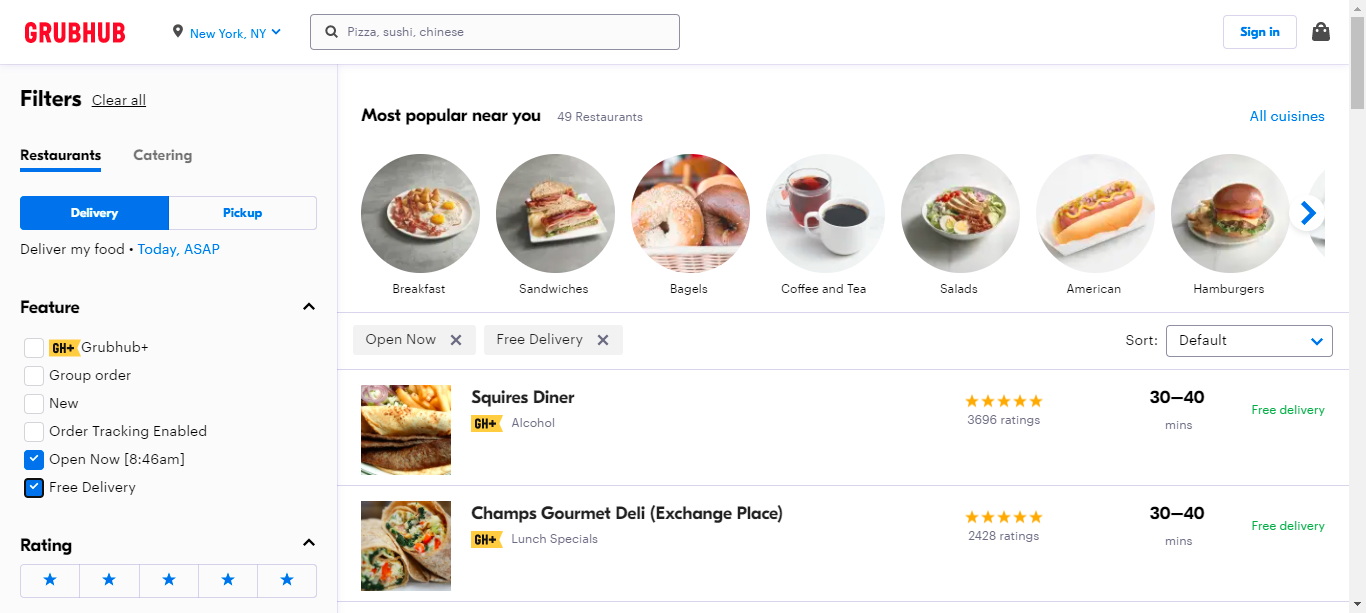 GRUBHUB
New York, NY
Pizza, sushi, chinese
Sign in
Filters Clear all
Restaurants Catering
Delivery Pickup
Deliver my food • Today, ASAP
Feature
GH+ Grubhub+
Group order
New
Order Tracking Enabled
Open Now [8:46am]
Free Delivery
Rating
Most popular near you 49 Restaurants All cuisines
Breakfast Sandwiches Bagels Coffee and Tea Salads American Hamburgers
Open Now Free Delivery Sort: Default
Squires Diner
GH+ Alcohol
3696 ratings
30–40
mins
Free delivery
Champs Gourmet Deli (Exchange Place)
GH+ Lunch Specials
2428 ratings
30–40
mins
Free delivery